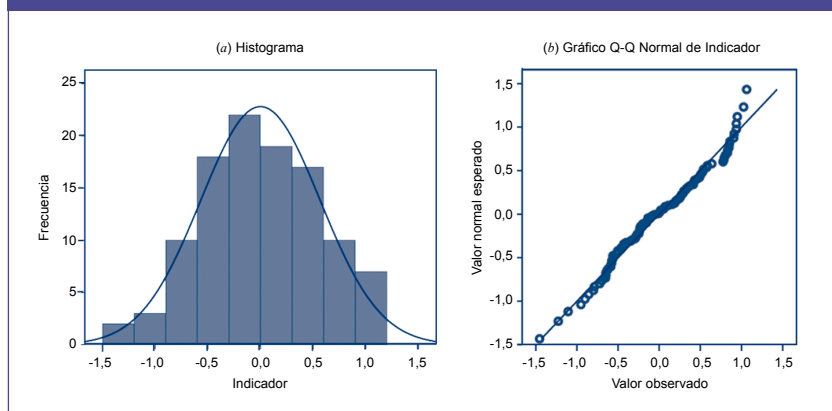 (a) Histograma
25
20
15
10
5
0
Frecuencia
-1,5 -1,0 -0,5 0,0 0,5 1,0 1,5
Indicador
(b) Gráfico Q-Q Normal de Indicador
1,5
1,0
0,5
0,0
-0,5
-1,0
-1,5
Valor normal esperado
-1,5 -1,0 -0,5 0,0 0,5 1,0 1,5
Valor observado